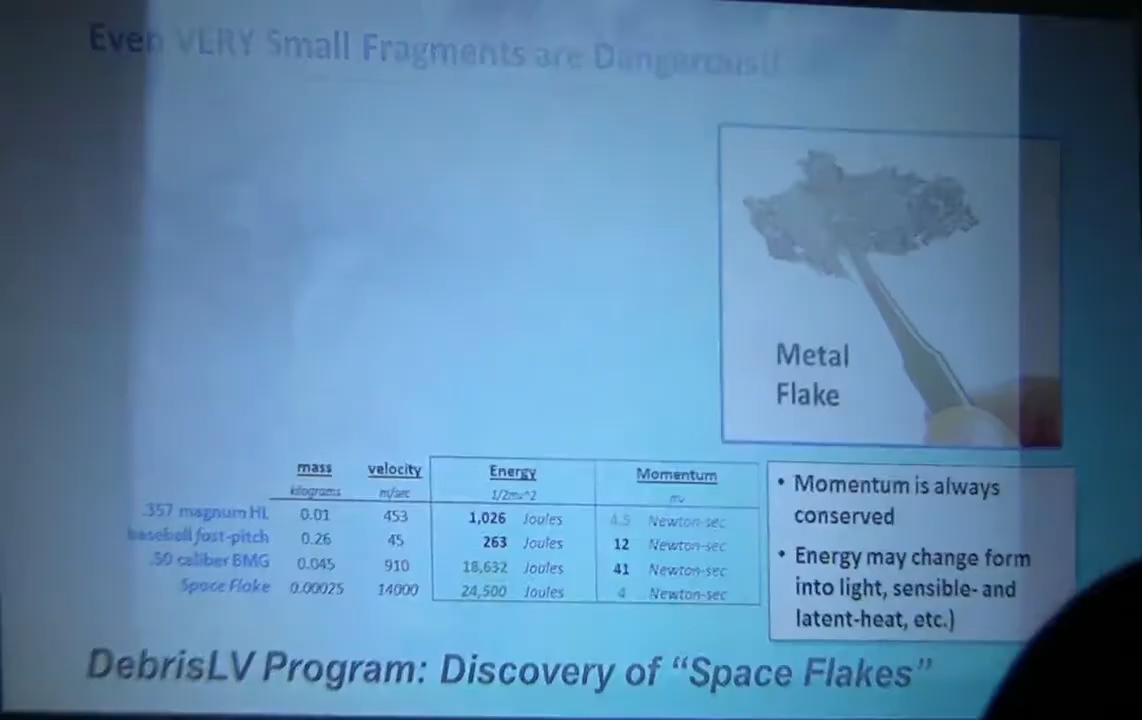 Even VERY Small Fragments are Dangerous!!
Metal
Flake
mass velocity Energy Momentum
kilograms m/sec 1/2mv^2 mv
.357 magnum HL 0.01 453 1,026 Joules 4.5 Newton-sec
baseball fast-pitch 0.26 45 263 Joules 12 Newton-sec
.50 caliber BMG 0.045 910 18,632 Joules 41 Newton-sec
Space Flake 0.00025 14000 24,500 Joules 4 Newton-sec
• Momentum is always
conserved
• Energy may change form
into light, sensible- and
latent-heat, etc.)
DebrisLV Program: Discovery of “Space Flakes”